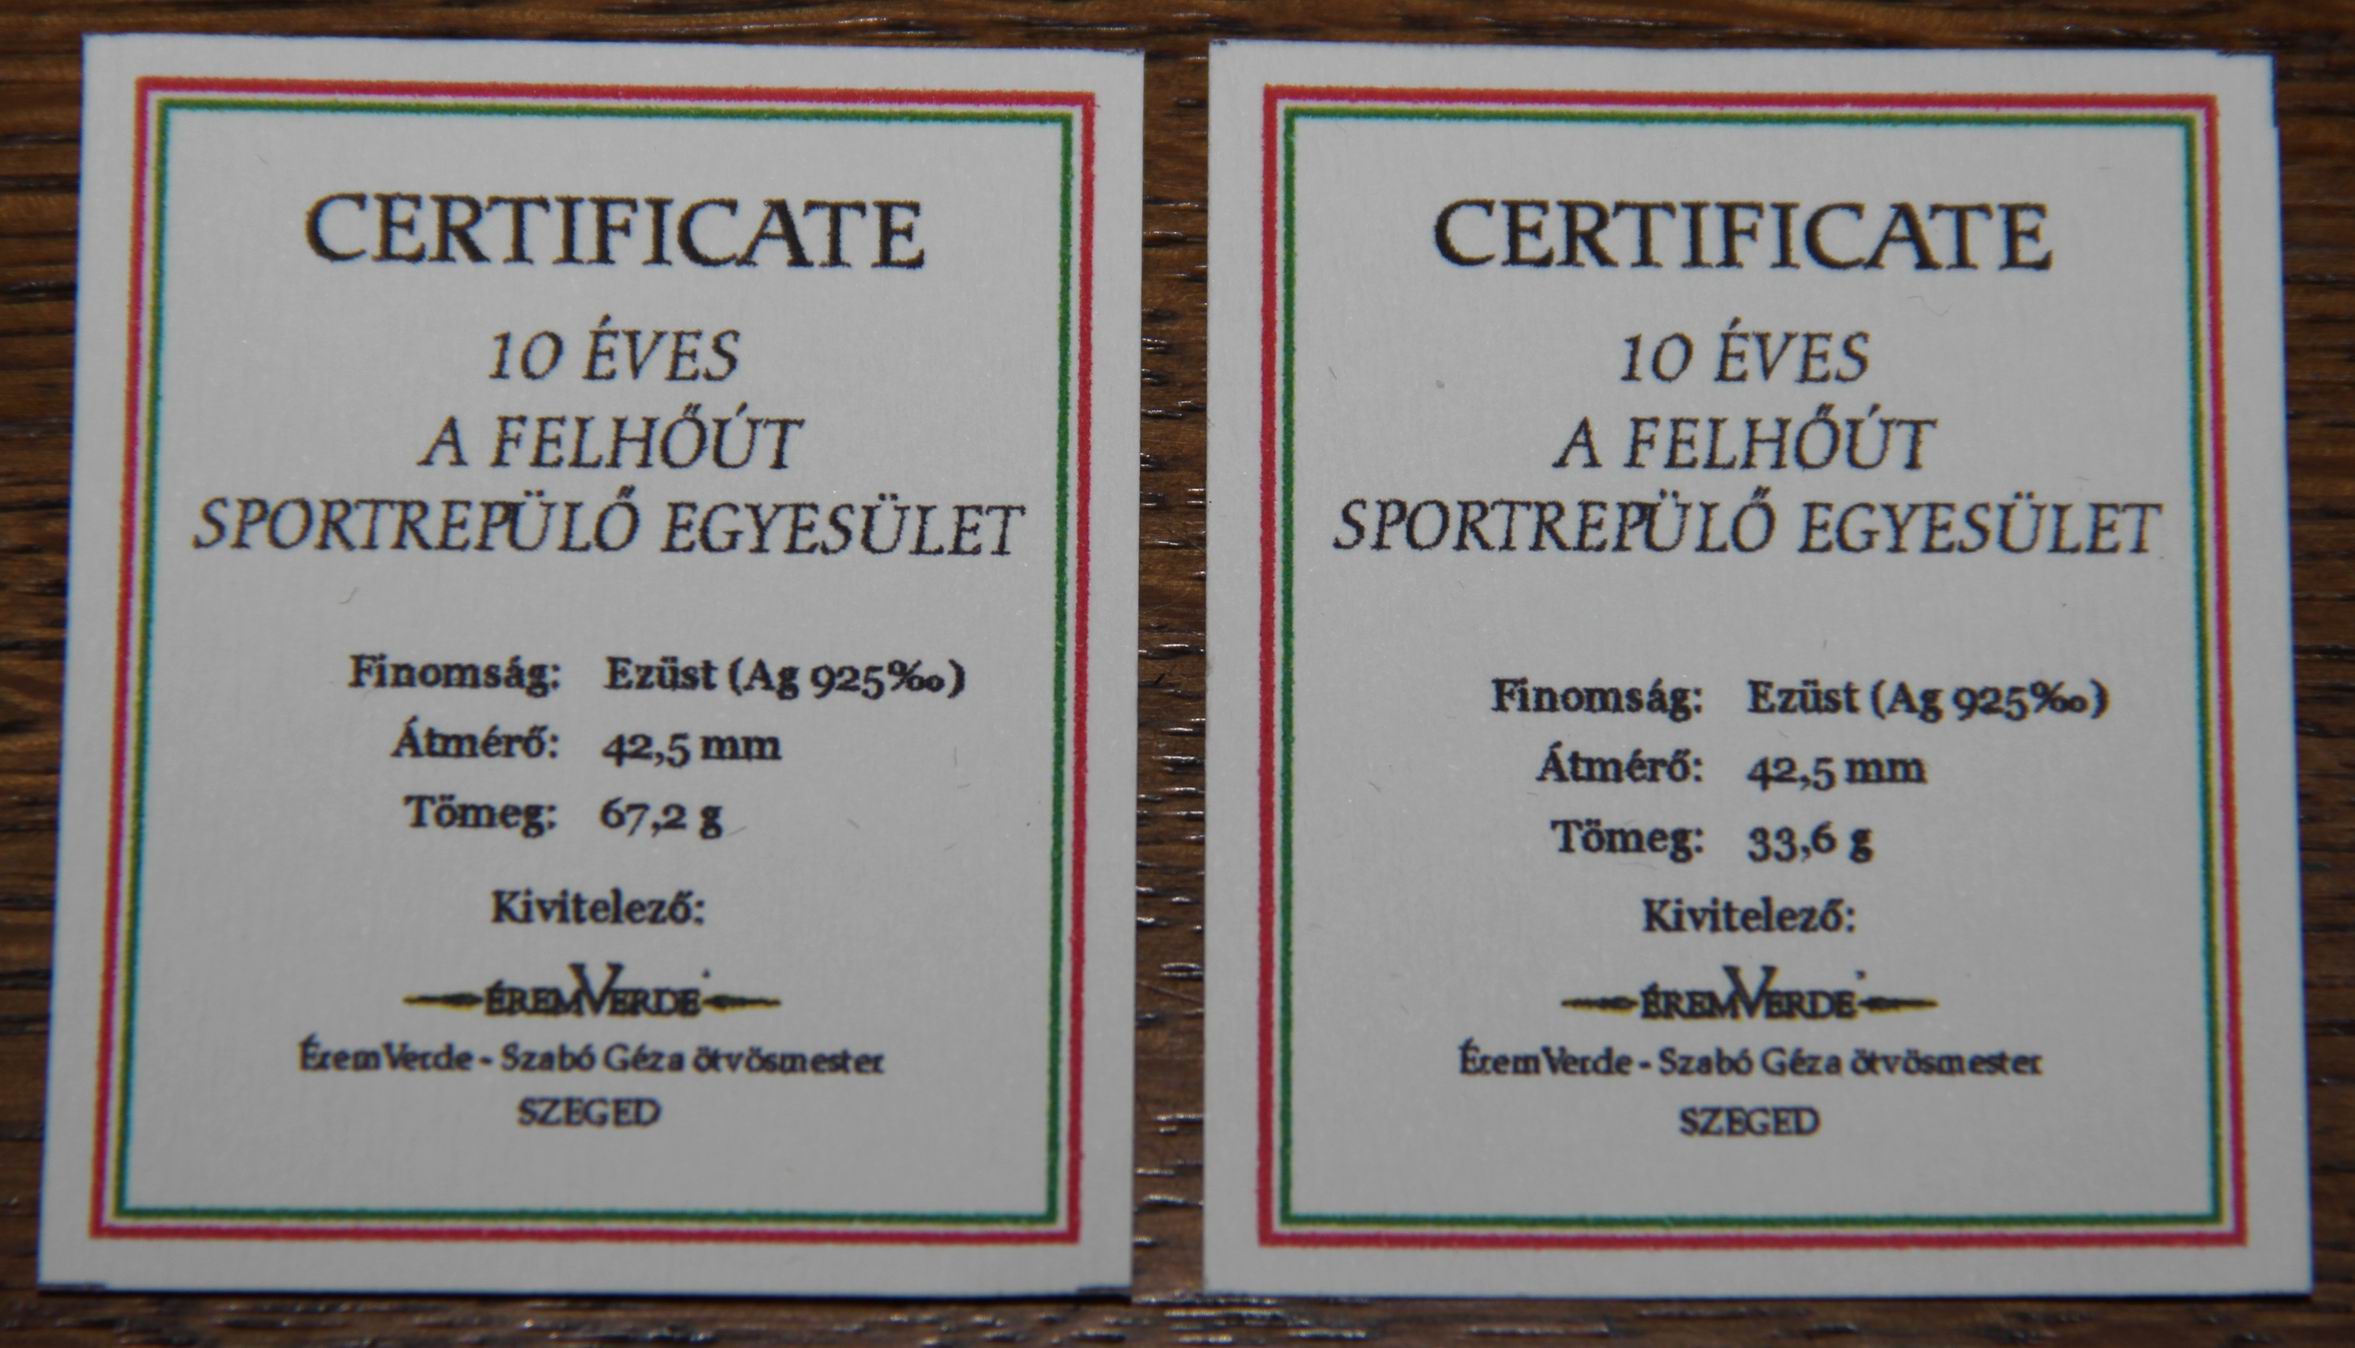 CERTIFICATE
10 ÉVES
A FELHŐÚT
SPORTREPÜLŐ EGYESÜLET
Finomság: Ezüst (Ag 925‰)
Átmérő: 42,5 mm
Tömeg: 67,2 g
Kivitelező:
ÉREMVERDE
ÉremVerde - Szabó Géza ötvösmester
SZEGED
CERTIFICATE
10 ÉVES
A FELHŐÚT
SPORTREPÜLŐ EGYESÜLET
Finomság: Ezüst (Ag 925‰)
Átmérő: 42,5 mm
Tömeg: 33,6 g
Kivitelező:
ÉREMVERDE
ÉremVerde - Szabó Géza ötvösmester
SZEGED